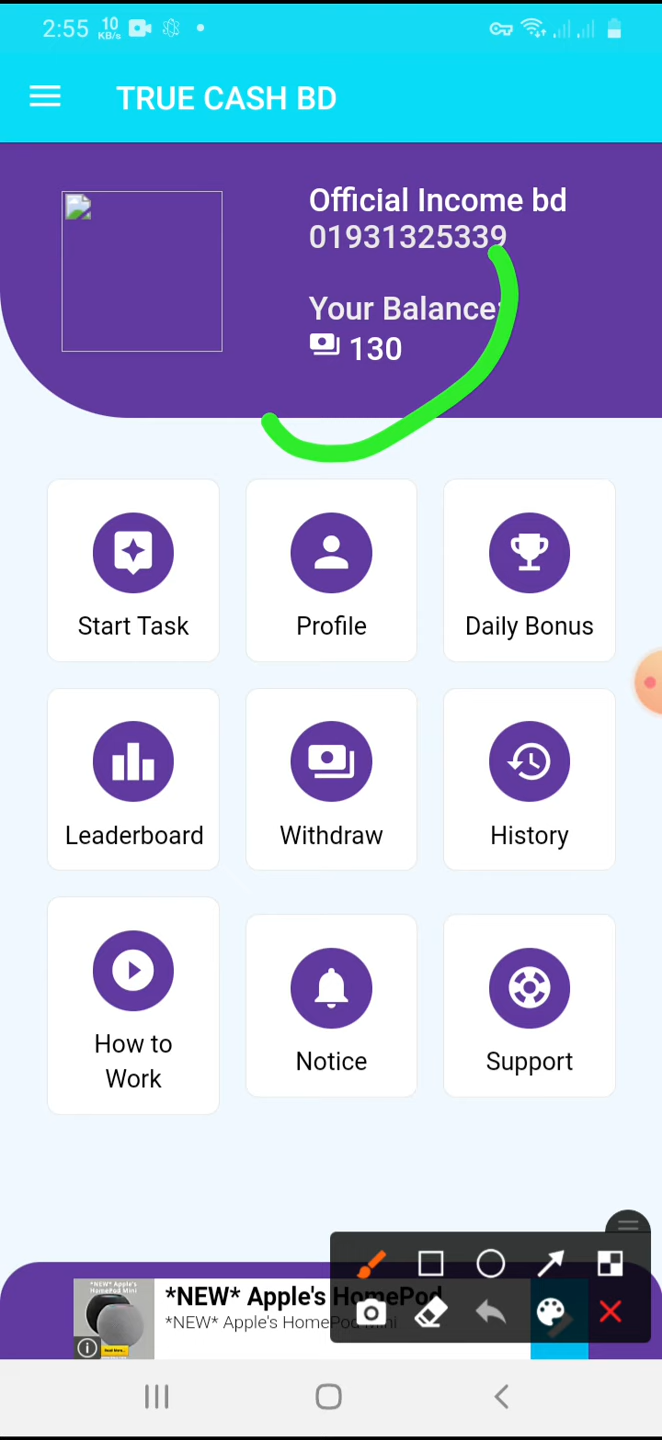 2:55 10 KB/s
TRUE CASH BD
Official Income bd
01931325339
Your Balance:
130
Start Task
Profile
Daily Bonus
Leaderboard
Withdraw
History
How to
Work
Notice
Support
*NEW* Apple's HomePod
*NEW* Apple's HomePod Mini